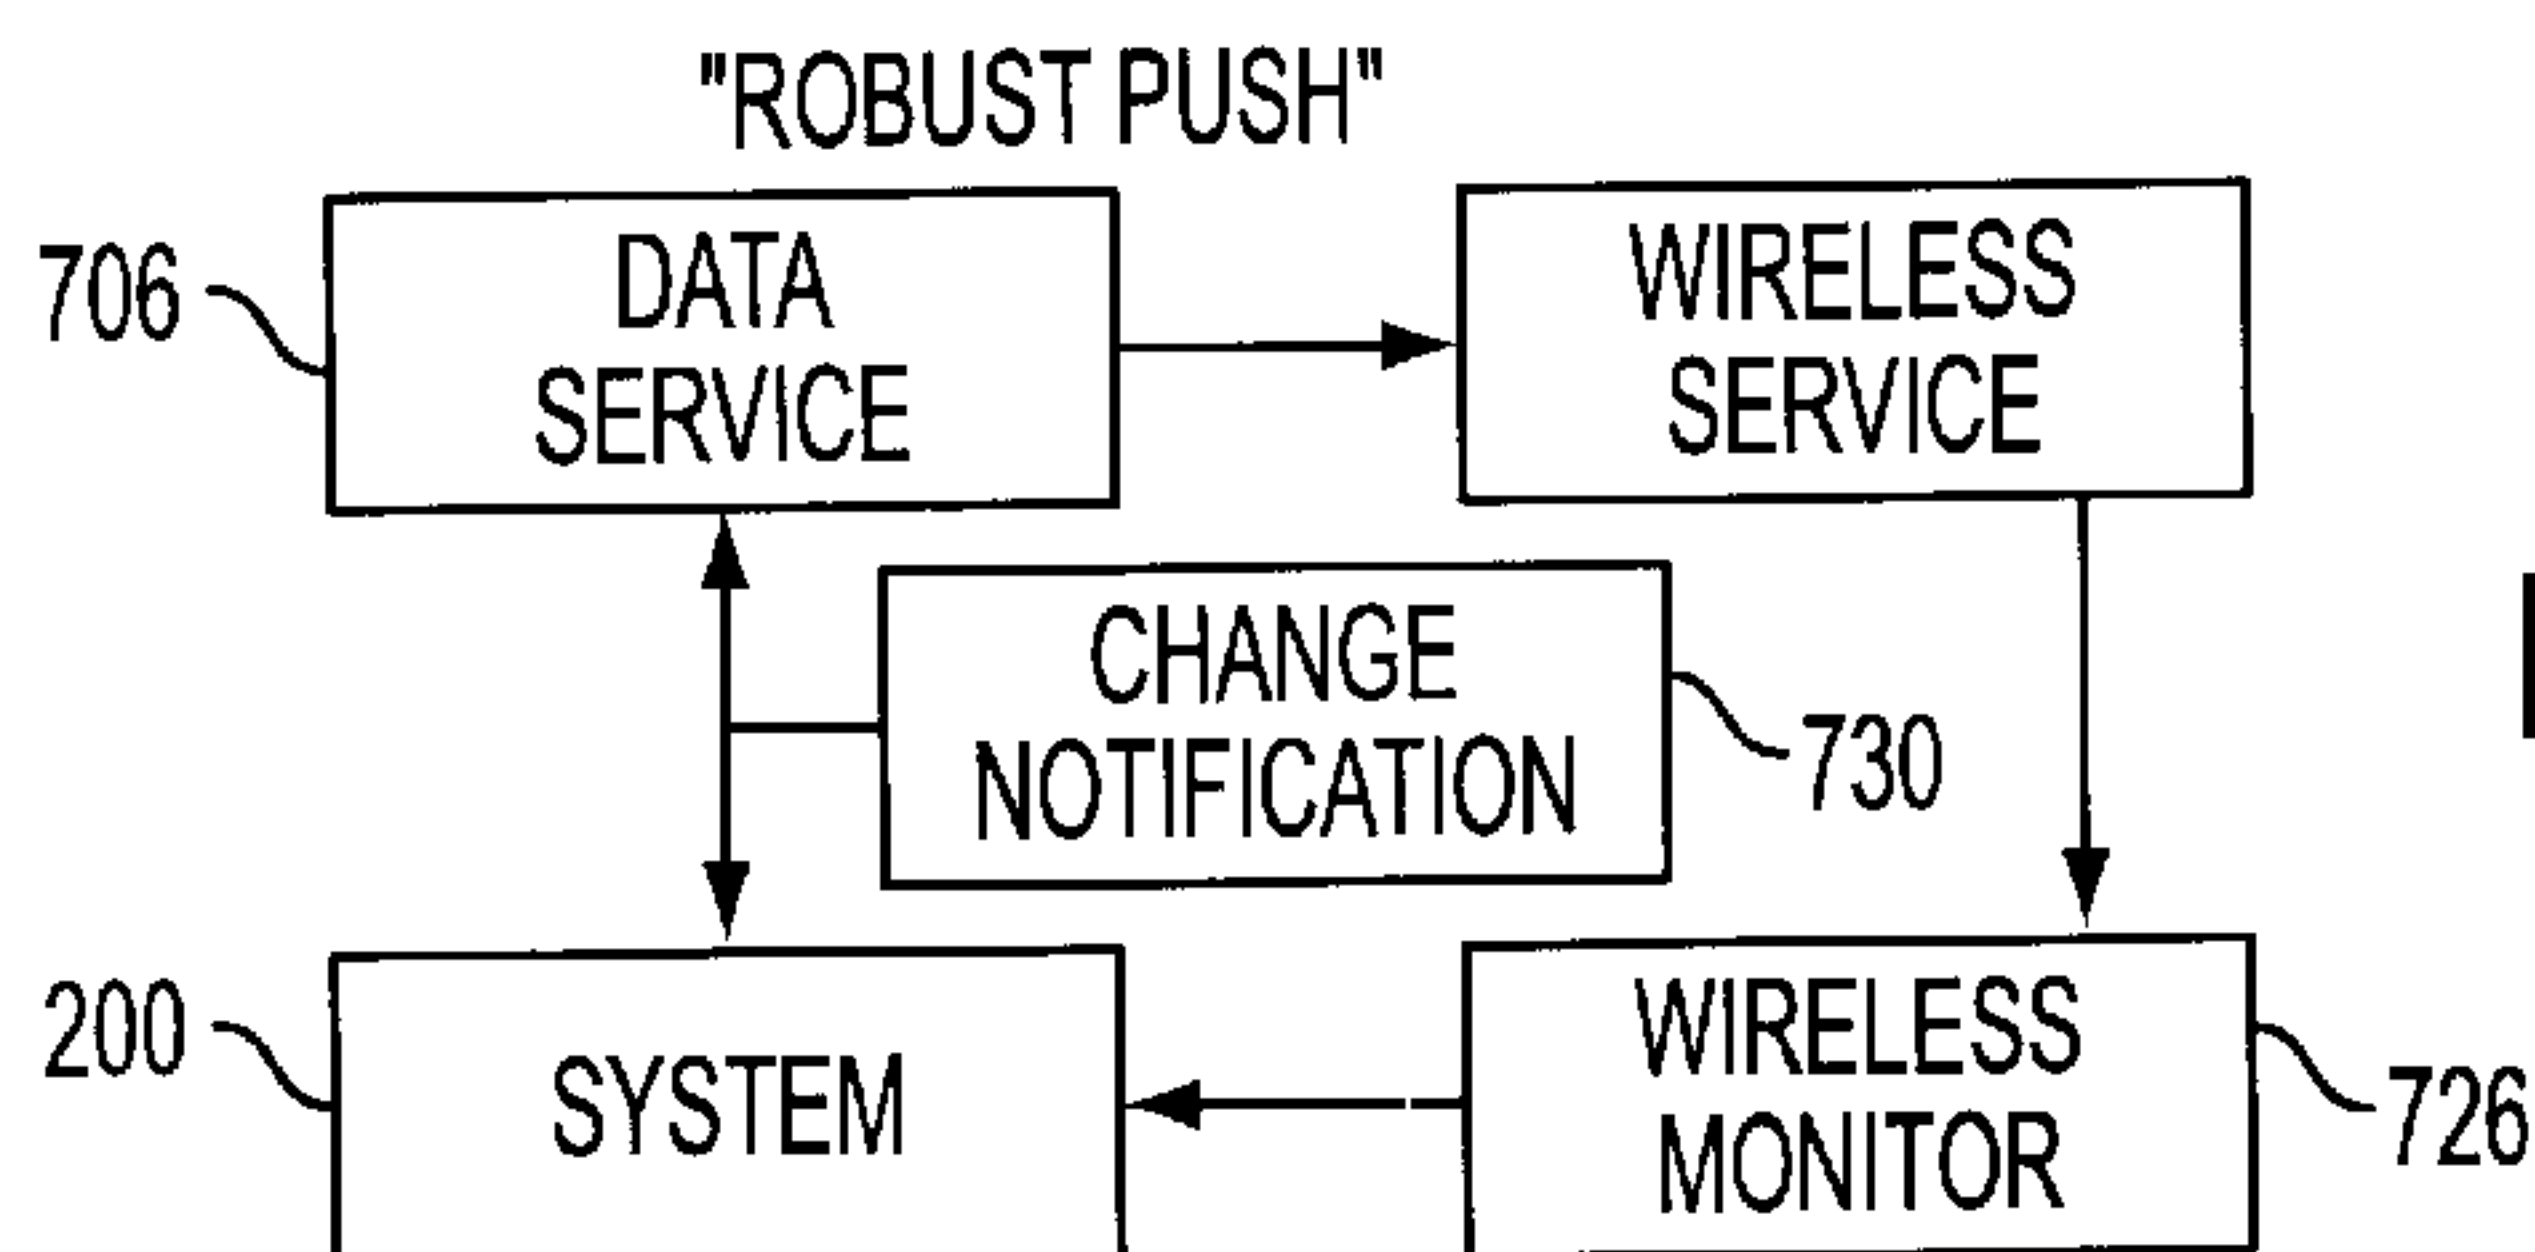 "ROBUST PUSH"
706
DATA
SERVICE
WIRELESS
SERVICE
CHANGE
NOTIFICATION
730
200
SYSTEM
WIRELESS
MONITOR
726